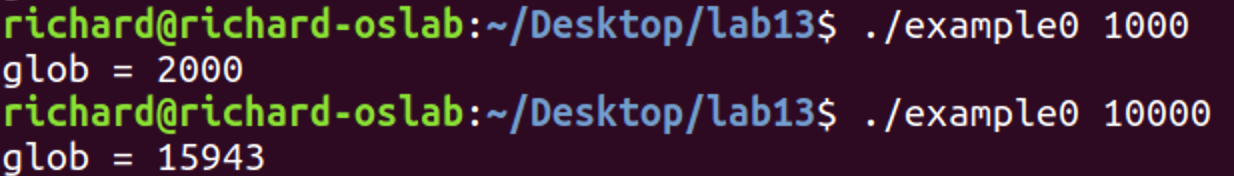 richard@richard-oslab:~/Desktop/lab13$ ./example0 1000
glob = 2000
richard@richard-oslab:~/Desktop/lab13$ ./example0 10000
glob = 15943